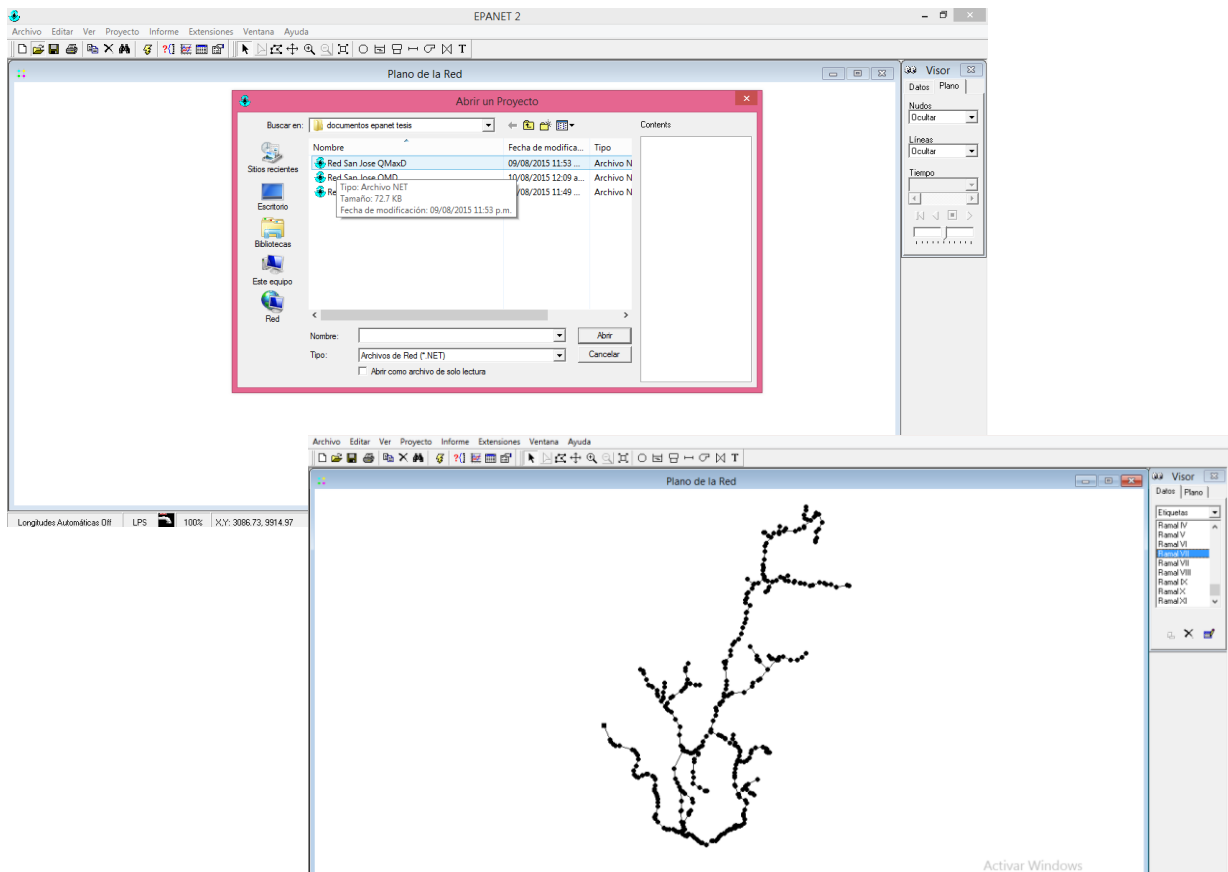 EPANET 2
Archivo Editar Ver Proyecto Informe Extensiones Ventana Ayuda
T
Plano de la Red
Visor
Datos Plano
Nudos
Ocultar
Líneas
Ocultar
Tiempo
Abrir un Proyecto
Buscar en: documentos epanet tesis
Contents
Nombre Fecha de modifica... Tipo
Red San Jose QMaxD 09/08/2015 11:53 ... Archivo N
Red San Jose QMD 10/08/2015 12:09 a... Archivo N
Re /08/2015 11:49 ... Archivo N
Tipo: Archivo NET
Tamaño: 72.7 KB
Fecha de modificación: 09/08/2015 11:53 p.m.
Sitios recientes
Escritorio
Bibliotecas
Este equipo
Red
Nombre: Abrir
Tipo: Archivos de Red (*.NET) Cancelar
Abrir como archivo de solo lectura
Longitudes Automáticas Off LPS 100% X,Y: 3086.73, 9914.97
Archivo Editar Ver Proyecto Informe Extensiones Ventana Ayuda
T
Plano de la Red
Visor
Datos Plano
Etiquetas
Ramal IV
Ramal V
Ramal VI
Ramal VII
Ramal VII
Ramal VIII
Ramal IX
Ramal X
Ramal XI
Activar Windows